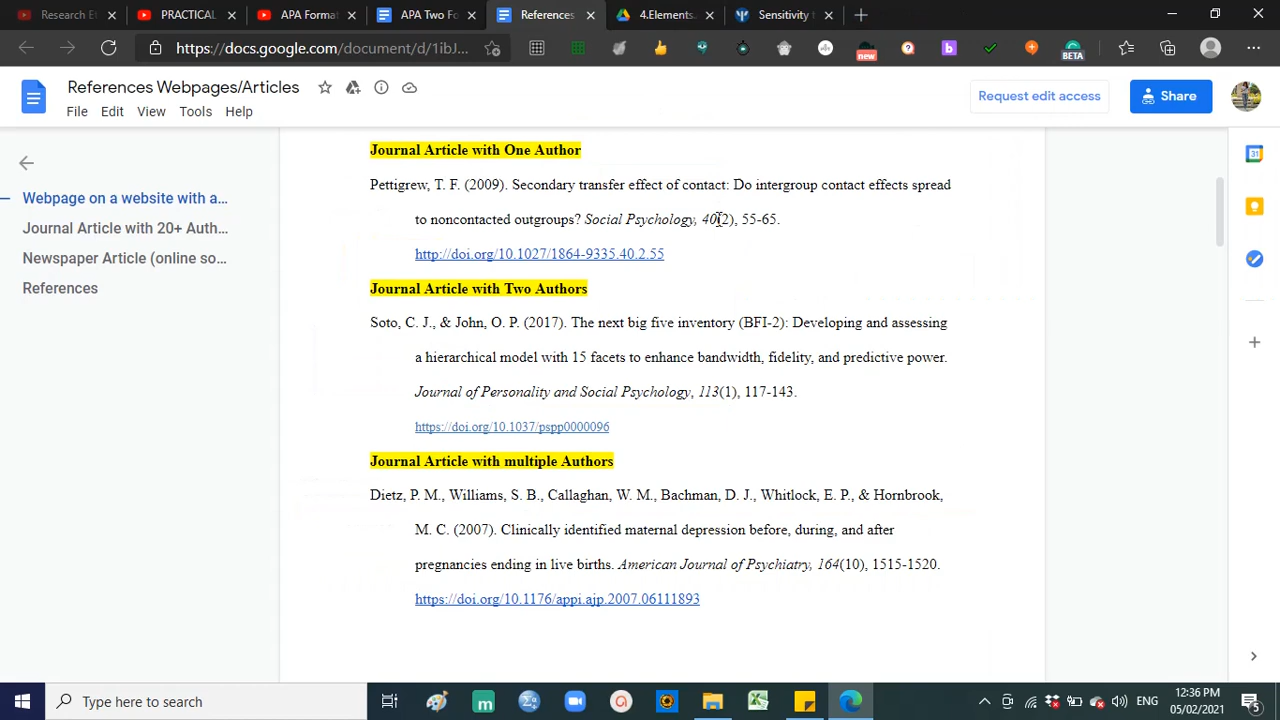 Research Ev
PRACTICAL
APA Format
APA Two Fo
References
4.Elements.
Sensitivity
https://docs.google.com/document/d/1ibJ...
new
BETA
References Webpages/Articles
File Edit View Tools Help
Request edit access
Share
Webpage on a website with a...
Journal Article with 20+ Auth...
Newspaper Article (online so...
References
Journal Article with One Author
Pettigrew, T. F. (2009). Secondary transfer effect of contact: Do intergroup contact effects spread
to noncontacted outgroups? Social Psychology, 40(2), 55-65.
http://doi.org/10.1027/1864-9335.40.2.55
Journal Article with Two Authors
Soto, C. J., & John, O. P. (2017). The next big five inventory (BFI-2): Developing and assessing
a hierarchical model with 15 facets to enhance bandwidth, fidelity, and predictive power.
Journal of Personality and Social Psychology, 113(1), 117-143.
https://doi.org/10.1037/pspp0000096
Journal Article with multiple Authors
Dietz, P. M., Williams, S. B., Callaghan, W. M., Bachman, D. J., Whitlock, E. P., & Hornbrook,
M. C. (2007). Clinically identified maternal depression before, during, and after
pregnancies ending in live births. American Journal of Psychiatry, 164(10), 1515-1520.
https://doi.org/10.1176/appi.ajp.2007.06111893
31
Type here to search
ENG
12:36 PM
05/02/2021
5